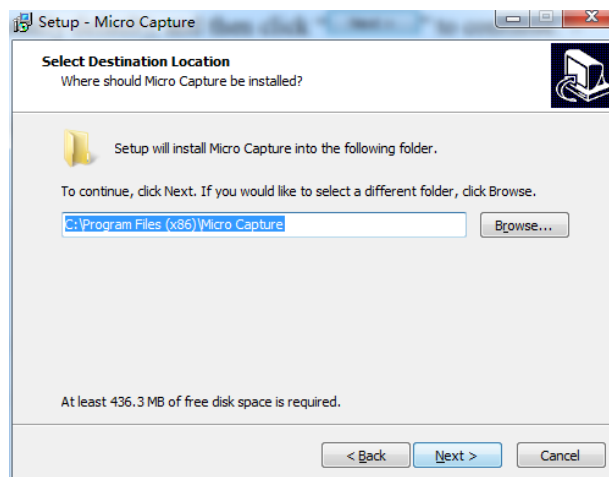 Setup - Micro Capture
Select Destination Location
Where should Micro Capture be installed?
Setup will install Micro Capture into the following folder.
To continue, click Next. If you would like to select a different folder, click Browse.
C:\Program Files (x86)\Micro Capture
Browse...
At least 436.3 MB of free disk space is required.
< Back
Next >
Cancel